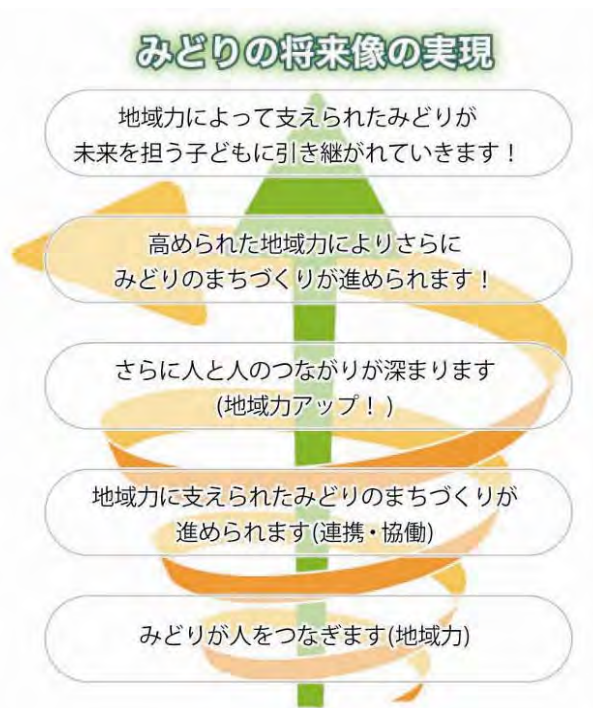 みどりの将来像の実現
地域力によって支えられたみどりが
未来を担う子どもに引き継がれていきます！
高められた地域力によりさらに
みどりのまちづくりが進められます！
さらに人と人のつながりが深まります
(地域力アップ！)
地域力に支えられたみどりのまちづくりが
進められます(連携・協働)
みどりが人をつなぎます(地域力)